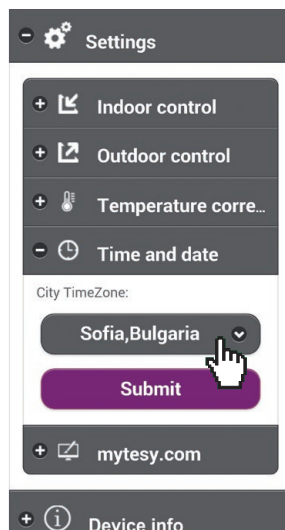 Settings
Indoor control
Outdoor control
Temperature corre...
Time and date
City TimeZone:
Sofia,Bulgaria
Submit
mytesy.com
Device info